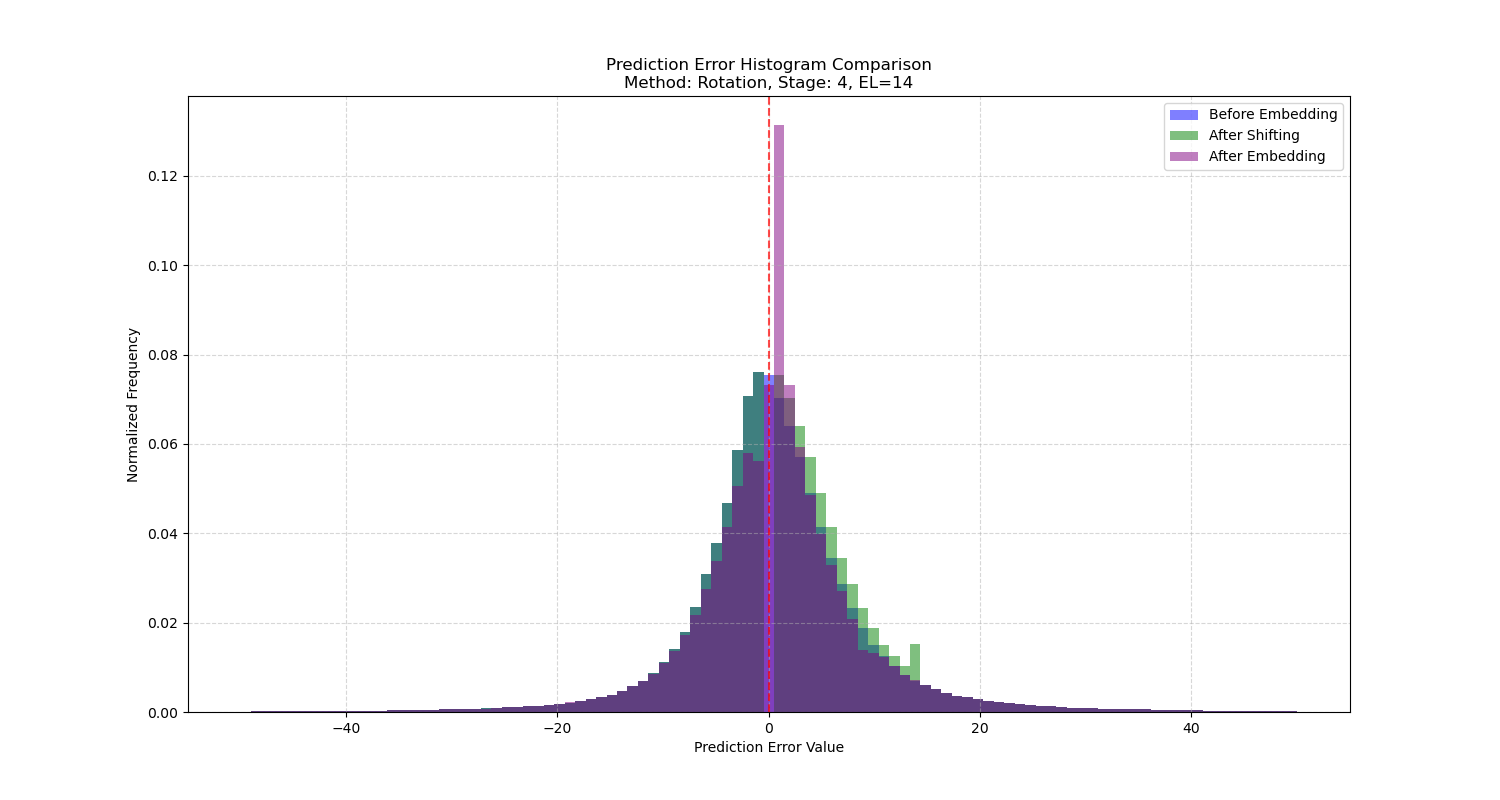 Prediction Error Histogram Comparison
Method: Rotation, Stage: 4, EL=14
Before Embedding
After Shifting
After Embedding
Normalized Frequency
0.12
0.10
0.08
0.06
0.04
0.02
0.00
−40
−20
0
20
40
Prediction Error Value